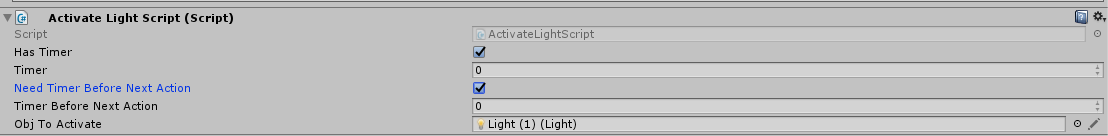 Activate Light Script (Script)
Script ActivateLightScript
Has Timer
Timer 0
Need Timer Before Next Action
Timer Before Next Action 0
Obj To Activate Light (1) (Light)